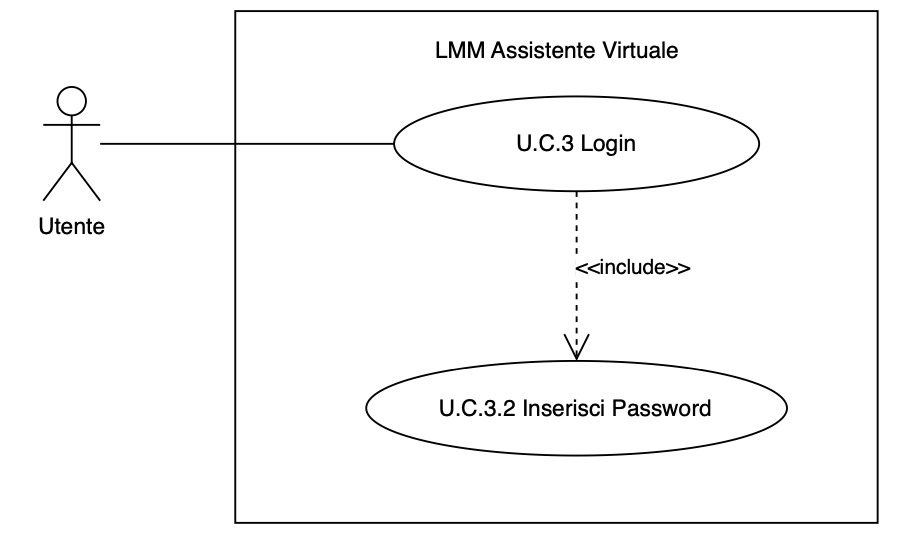 LMM Assistente Virtuale
U.C.3 Login
Utente
<<include>>
U.C.3.2 Inserisci Password